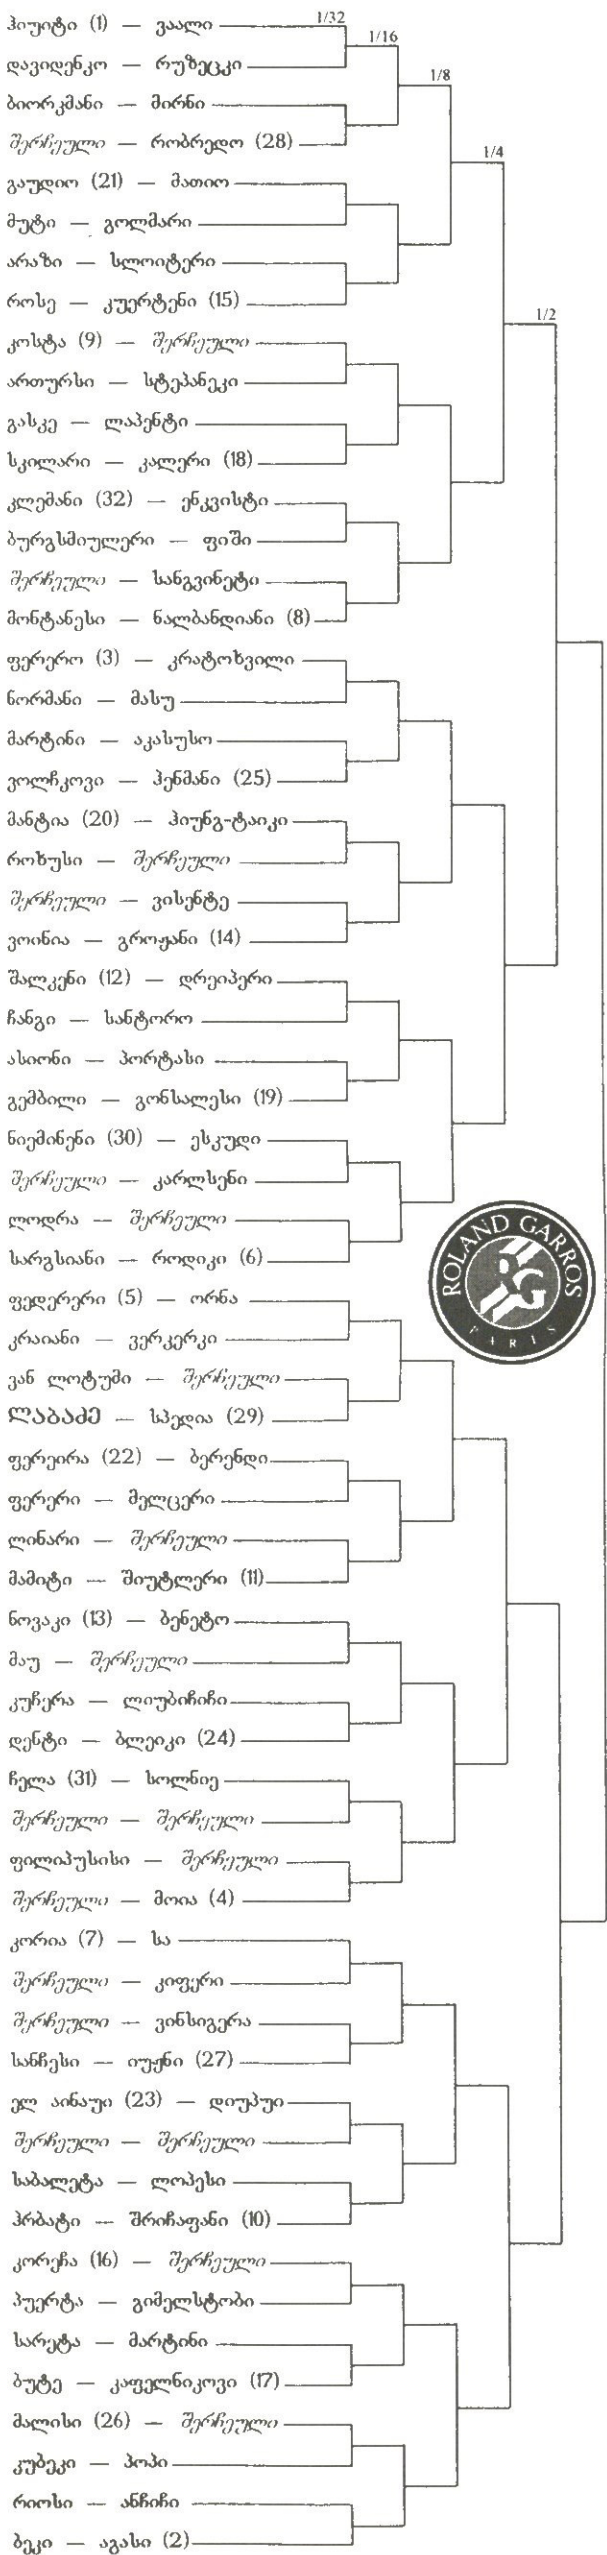 ჰიუიტი (1) — ვაალი
1/32
1/16
1/8
1/4
1/2
დავიდენკო — რუზეცკი
ბიორკმანი — მირნი
შერჩეული — რობრედო (28)
გაუდიო (21) — მათიო
მუტი — გოლმარი
არაზი — სლოიტერი
როსე — კუერტენი (15)
კოსტა (9) — შერჩეული
ართურსი — სტეპანეკი
გასკე — ლაპენტი
სკილარი — კალერი (18)
კლემანი (32) — ენკვისტი
ბურგსმიულერი — ფიში
შერჩეული — სანგვინეტი
მონტანესი — ნალბანდიანი (8)
ფერერო (3) — კრატოხვილი
ნორმანი — მასუ
მარტინი — აკასუსო
ვოლჩკოვი — ჰენმანი (25)
მანტია (20) — ჰიუნგ-ტაიკი
როხუსი — შერჩეული
შერჩეული — ვისენტე
ვოინია — გროჟანი (14)
შალკენი (12) — დრეიპერი
ჩანგი — სანტორო
ასიონი — პორტასი
გემბილი — გონსალესი (19)
ნიემინენი (30) — ესკუდი
შერჩეული — კარლსენი
ლოდრა — შერჩეული
სარგსიანი — როდიკი (6)
ROLAND GARROS
RG
PARIS
ფედერერი (5) — ორნა
კრაიანი — ვერკერკი
ვან ლოტუმი — შერჩეული
ᲚᲐᲑᲐᲫᲔ — სპედია (29)
ფერეირა (22) — ბერენდი
ფერერი — მელცერი
ლინარი — შერჩეული
მამიტი — შიუტლერი (11)
ნოვაკი (13) — ბენეტო
მაუ — შერჩეული
კუჩერა — ლიუბიჩიჩი
დენტი — ბლეიკი (24)
ჩელა (31) — სოლნიე
შერჩეული — შერჩეული
ფილიპუსისი — შერჩეული
შერჩეული — მოია (4)
კორია (7) — სა
შერჩეული — კიფერი
შერჩეული — ვინსიგერა
სანჩესი — იუჟნი (27)
ელ აინაუი (23) — დიუპუი
შერჩეული — შერჩეული
საბალეტა — ლოპესი
ჰრბატი — შრიჩაფანი (10)
კორეჩა (16) — შერჩეული
პუერტა — გიმელსტობი
სარეტა — მარტინი
ბუტე — კაფელნიკოვი (17)
მალისი (26) — შერჩეული
კუბეკი — პოპი
რიოსი — ანჩიჩი
ბეკი — აგასი (2)